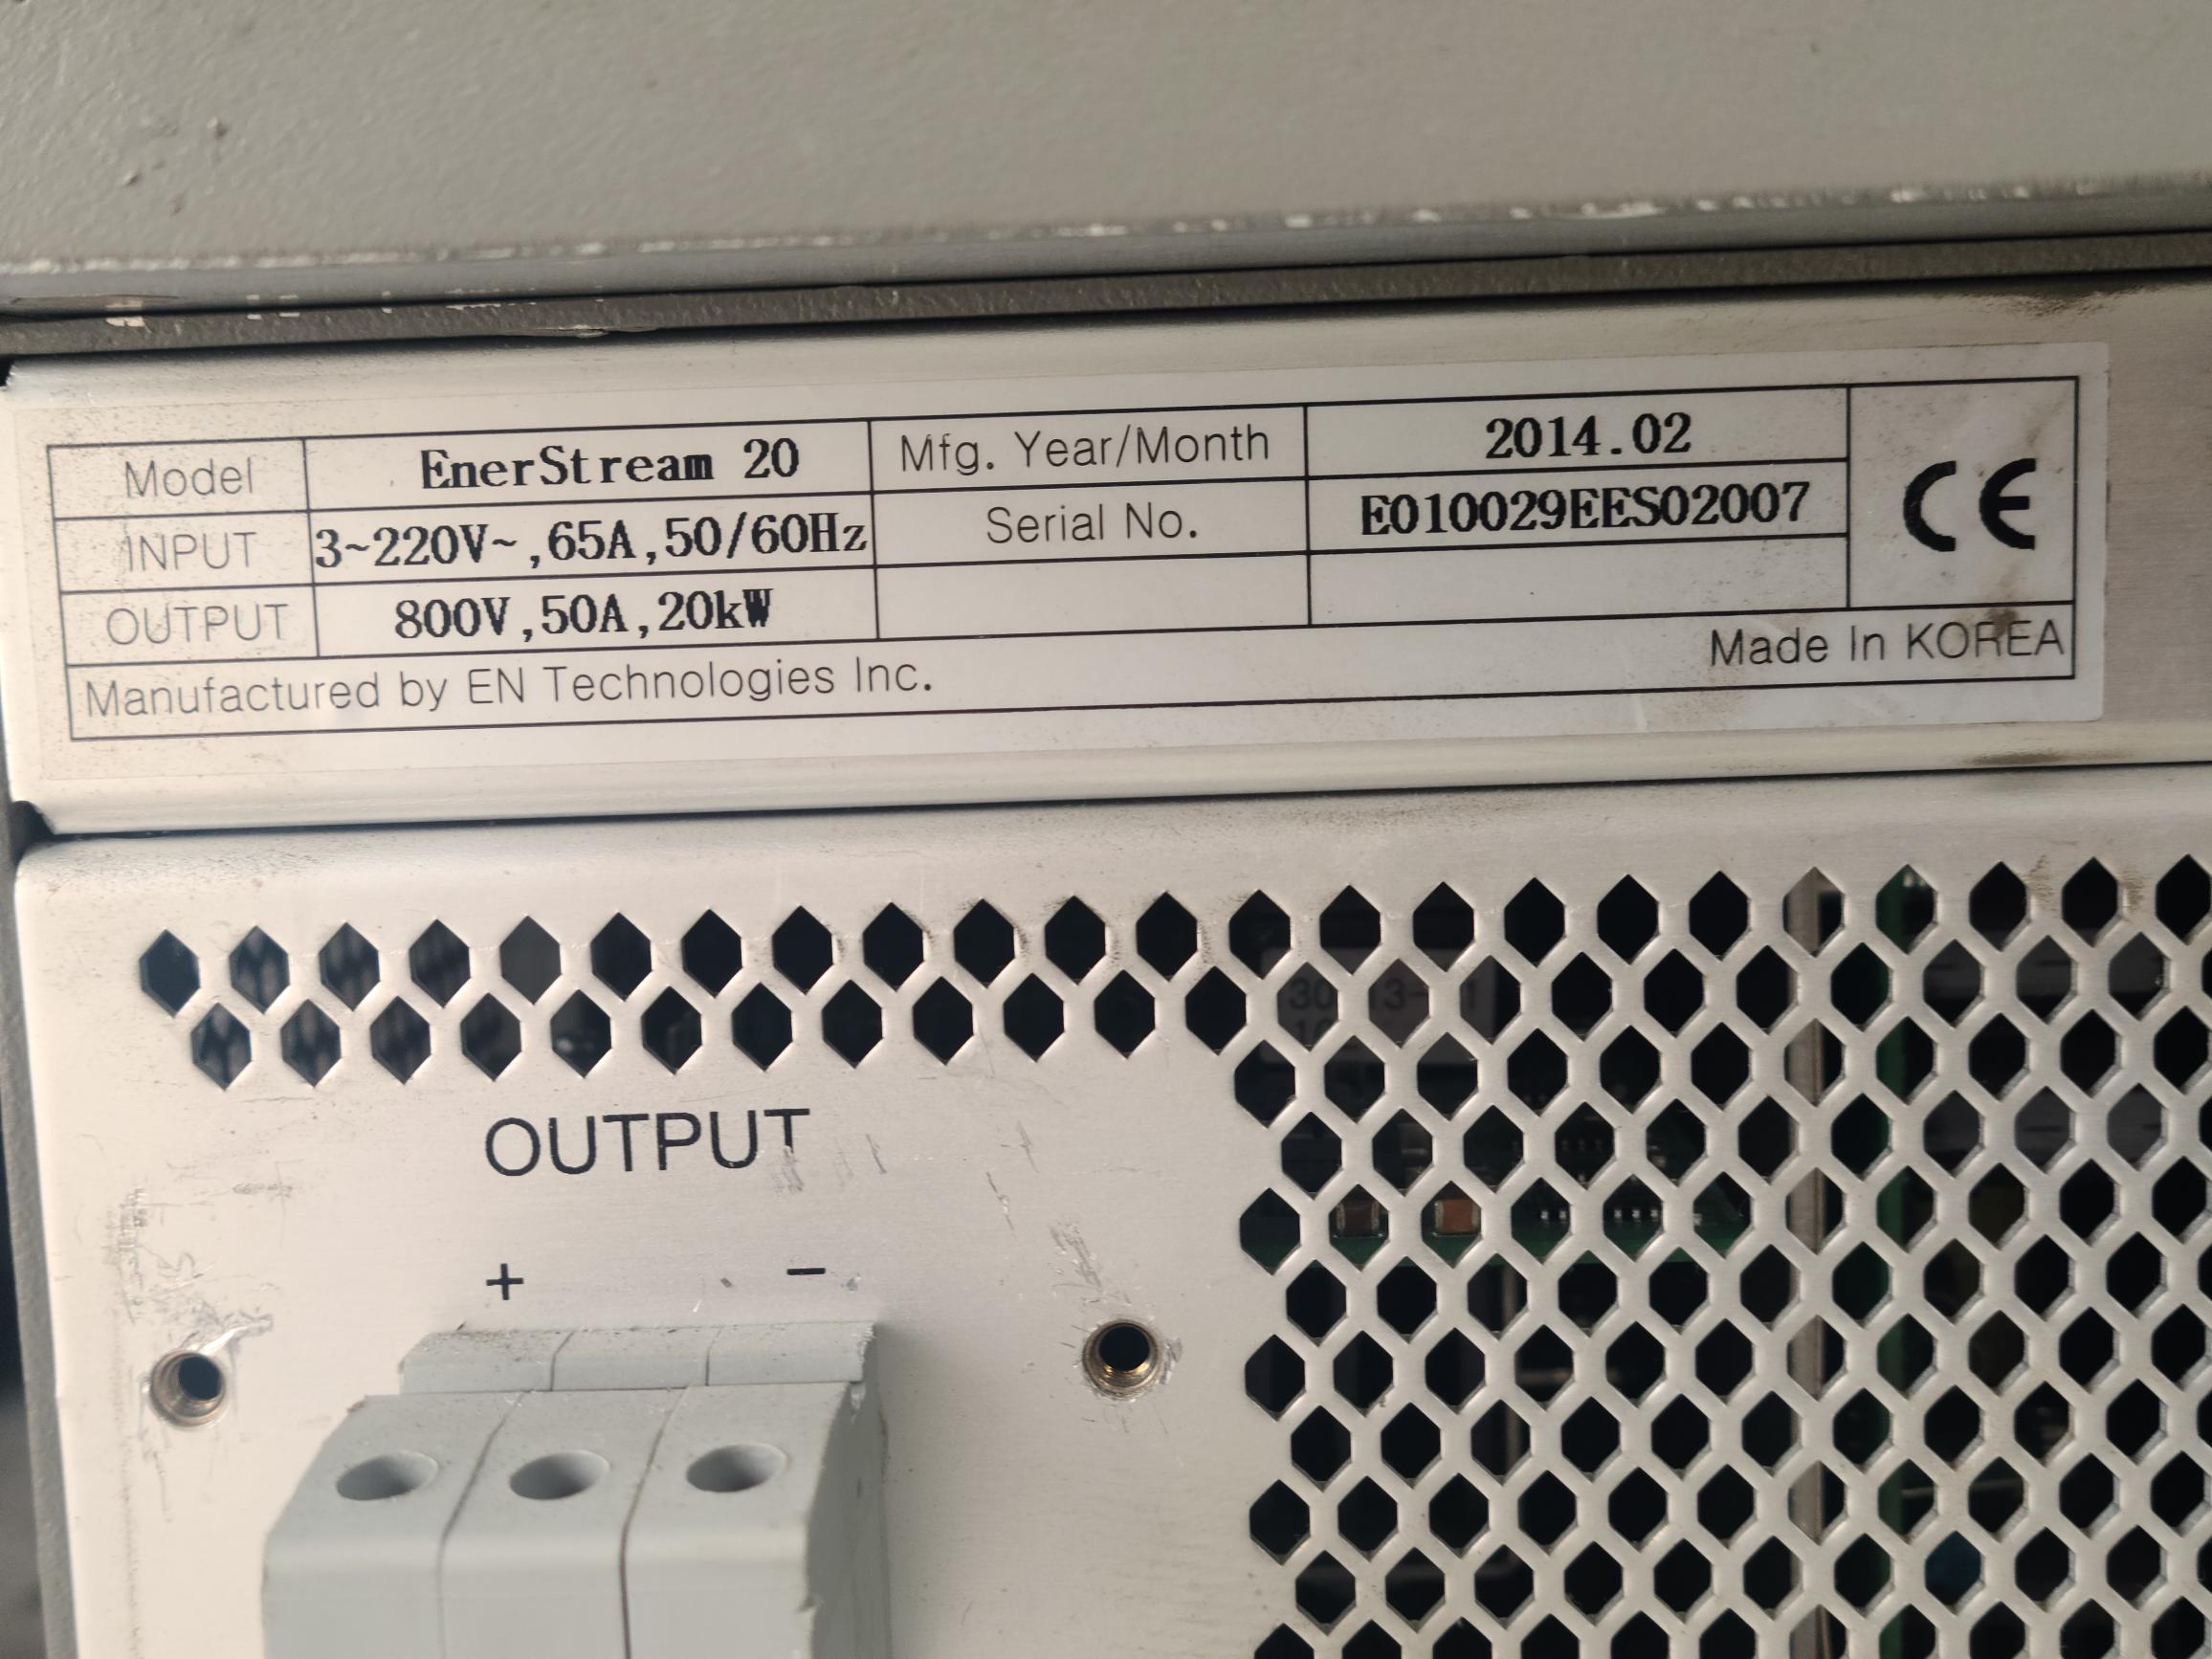 Model EnerStream 20 Mfg. Year/Month 2014.02
INPUT 3~220V~,65A,50/60Hz Serial No. E010029EES02007
CE
OUTPUT 800V,50A,20kW
Manufactured by EN Technologies Inc. Made In KOREA
OUTPUT
+ −